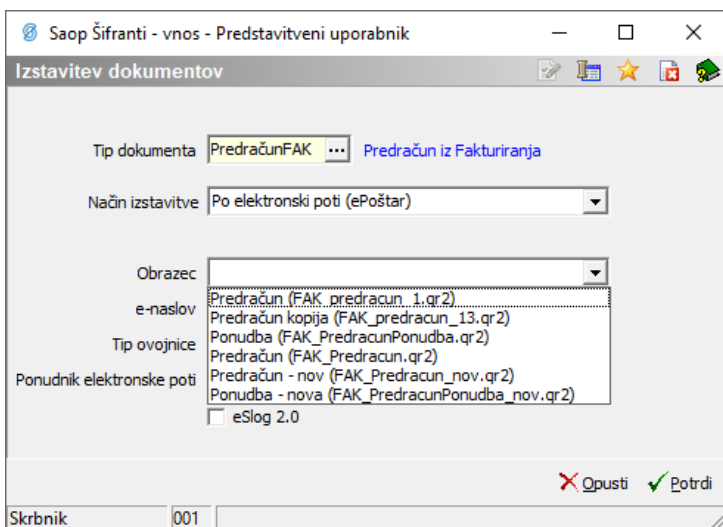 Saop Šifranti - vnos - Predstavitveni uporabnik
Izstavitev dokumentov
Tip dokumenta PredračunFAK ... Predračun iz Fakturiranja
Način izstavitve Po elektronski poti (ePoštar)
Obrazec
Predračun (FAK_predracun_1.qr2)
e-naslov
Predračun kopija (FAK_predracun_13.qr2)
Ponudba (FAK_PredracunPonudba.qr2)
Tip ovojnice
Predračun (FAK_Predracun.qr2)
Ponudnik elektronske poti
Predračun - nov (FAK_Predracun_nov.qr2)
Ponudba - nova (FAK_PredracunPonudba_nov.qr2)
eSlog 2.0
Opusti Potrdi
Skrbnik 001